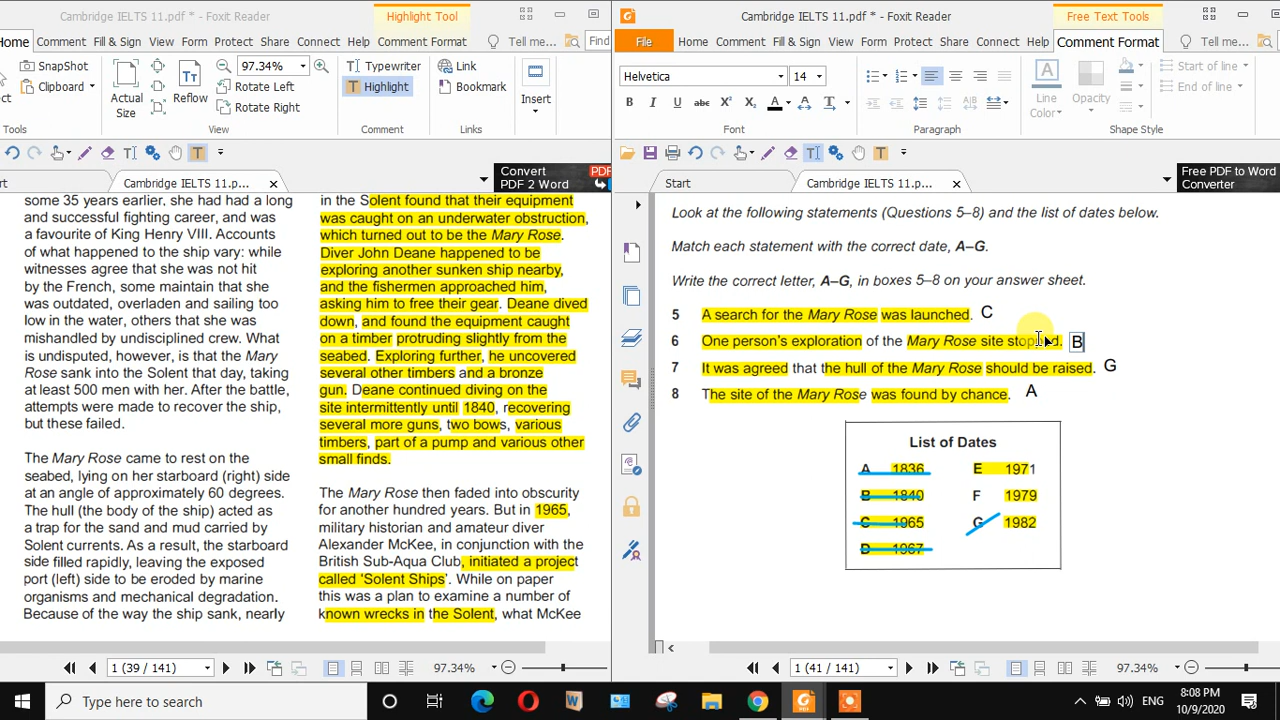 Cambridge IELTS 11.pdf * - Foxit Reader
Highlight Tool
Home Comment Fill & Sign View Form Protect Share Connect Help Comment Format Tell me... Find
SnapShot
Clipboard
Actual Size
Reflow
97.34%
Rotate Left
Rotate Right
Typewriter
Highlight
Link
Bookmark
Insert
Tools View Comment Links
Convert
PDF 2 Word
PDF
Cambridge IELTS 11.p...
some 35 years earlier, she had had a long
and successful fighting career, and was
a favourite of King Henry VIII. Accounts
of what happened to the ship vary: while
witnesses agree that she was not hit
by the French, some maintain that she
was outdated, overladen and sailing too
low in the water, others that she was
mishandled by undisciplined crew. What
is undisputed, however, is that the Mary
Rose sank into the Solent that day, taking
at least 500 men with her. After the battle,
attempts were made to recover the ship,
but these failed.
The Mary Rose came to rest on the
seabed, lying on her starboard (right) side
at an angle of approximately 60 degrees.
The hull (the body of the ship) acted as
a trap for the sand and mud carried by
Solent currents. As a result, the starboard
side filled rapidly, leaving the exposed
port (left) side to be eroded by marine
organisms and mechanical degradation.
Because of the way the ship sank, nearly
in the Solent found that their equipment
was caught on an underwater obstruction,
which turned out to be the Mary Rose.
Diver John Deane happened to be
exploring another sunken ship nearby,
and the fishermen approached him,
asking him to free their gear. Deane dived
down, and found the equipment caught
on a timber protruding slightly from the
seabed. Exploring further, he uncovered
several other timbers and a bronze
gun. Deane continued diving on the
site intermittently until 1840, recovering
several more guns, two bows, various
timbers, part of a pump and various other
small finds.
The Mary Rose then faded into obscurity
for another hundred years. But in 1965,
military historian and amateur diver
Alexander McKee, in conjunction with the
British Sub-Aqua Club, initiated a project
called 'Solent Ships'. While on paper
this was a plan to examine a number of
known wrecks in the Solent, what McKee
1 (39 / 141) 97.34%
Cambridge IELTS 11.pdf * - Foxit Reader
Free Text Tools
File Home Comment Fill & Sign View Form Protect Share Connect Help Comment Format
Helvetica 14
Line Color
Opacity
Start of line
End of line
Font Paragraph Shape Style
Free PDF to Word
Converter
Start Cambridge IELTS 11.p...
Look at the following statements (Questions 5–8) and the list of dates below.
Match each statement with the correct date, A–G.
Write the correct letter, A–G, in boxes 5–8 on your answer sheet.
5 A search for the Mary Rose was launched. C
6 One person's exploration of the Mary Rose site B
7 It was agreed that the hull of the Mary Rose should be raised. G
8 The site of the Mary Rose was found by chance. A
List of Dates
A 1836 E 1971
B 1840 F 1979
C 1965 G 1982
D 1967
1 (41 / 141) 97.34%
Type here to search
ENG
8:08 PM
10/9/2020